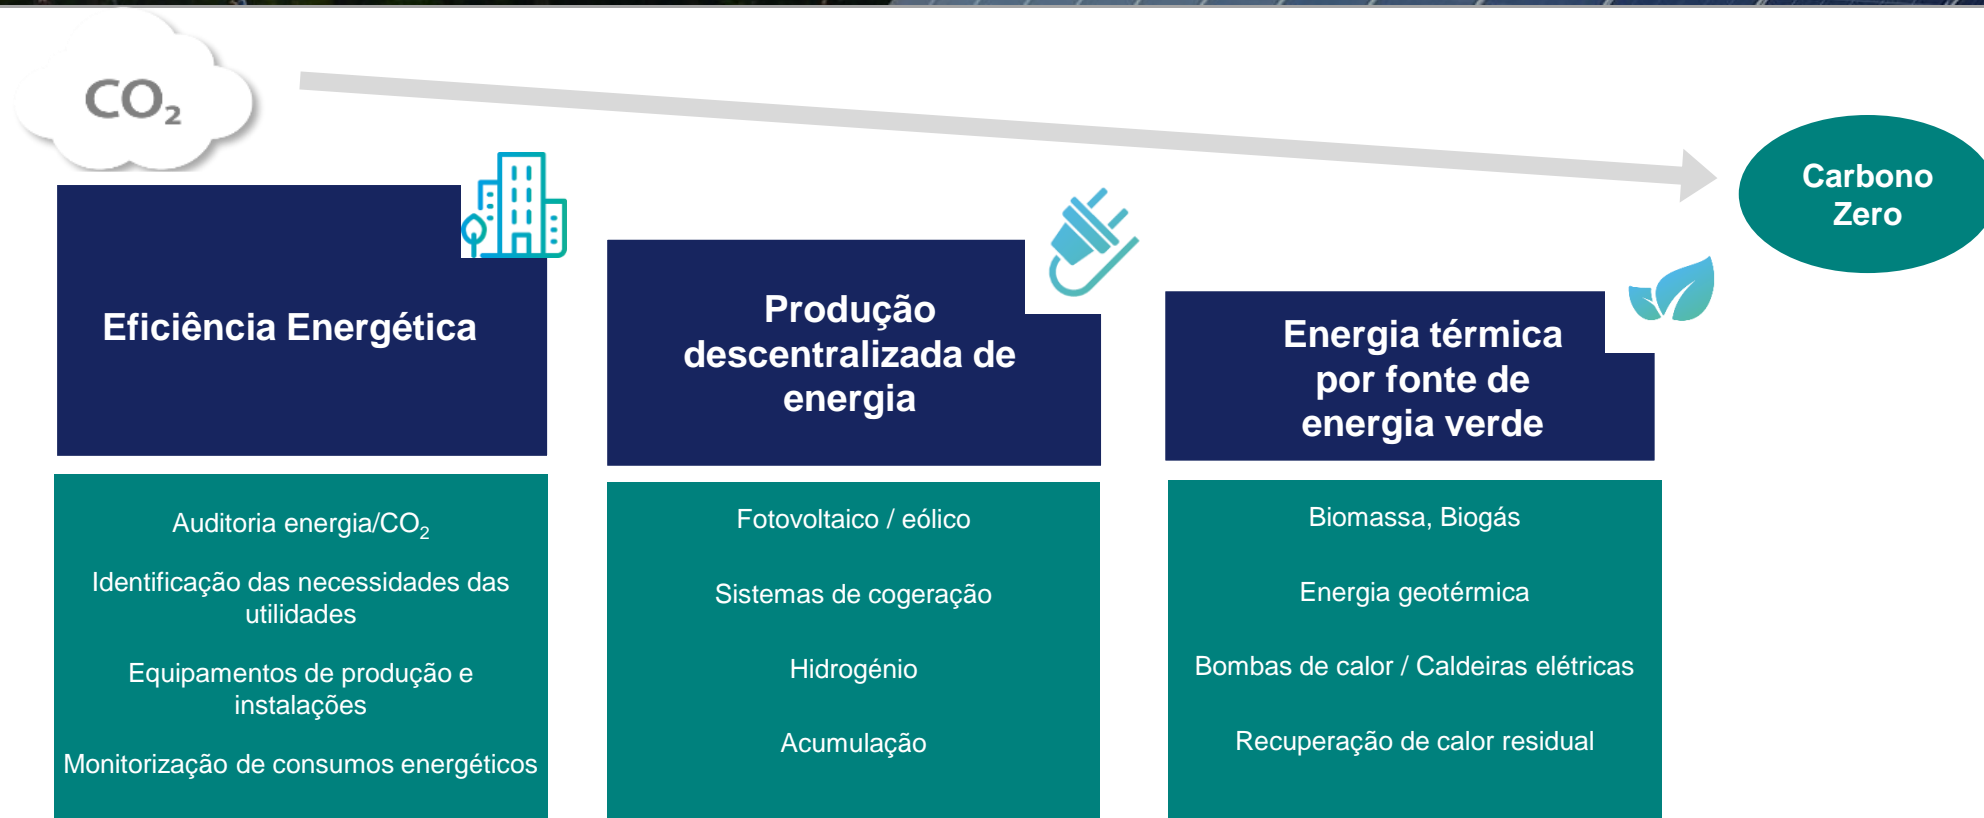 CO₂
Carbono
Zero
Eficiência Energética
Auditoria energia/CO₂
Identificação das necessidades das
utilidades
Equipamentos de produção e
instalações
Monitorização de consumos energéticos
Produção
descentralizada de
energia
Fotovoltaico / eólico
Sistemas de cogeração
Hidrogénio
Acumulação
Energia térmica
por fonte de
energia verde
Biomassa, Biogás
Energia geotérmica
Bombas de calor / Caldeiras elétricas
Recuperação de calor residual